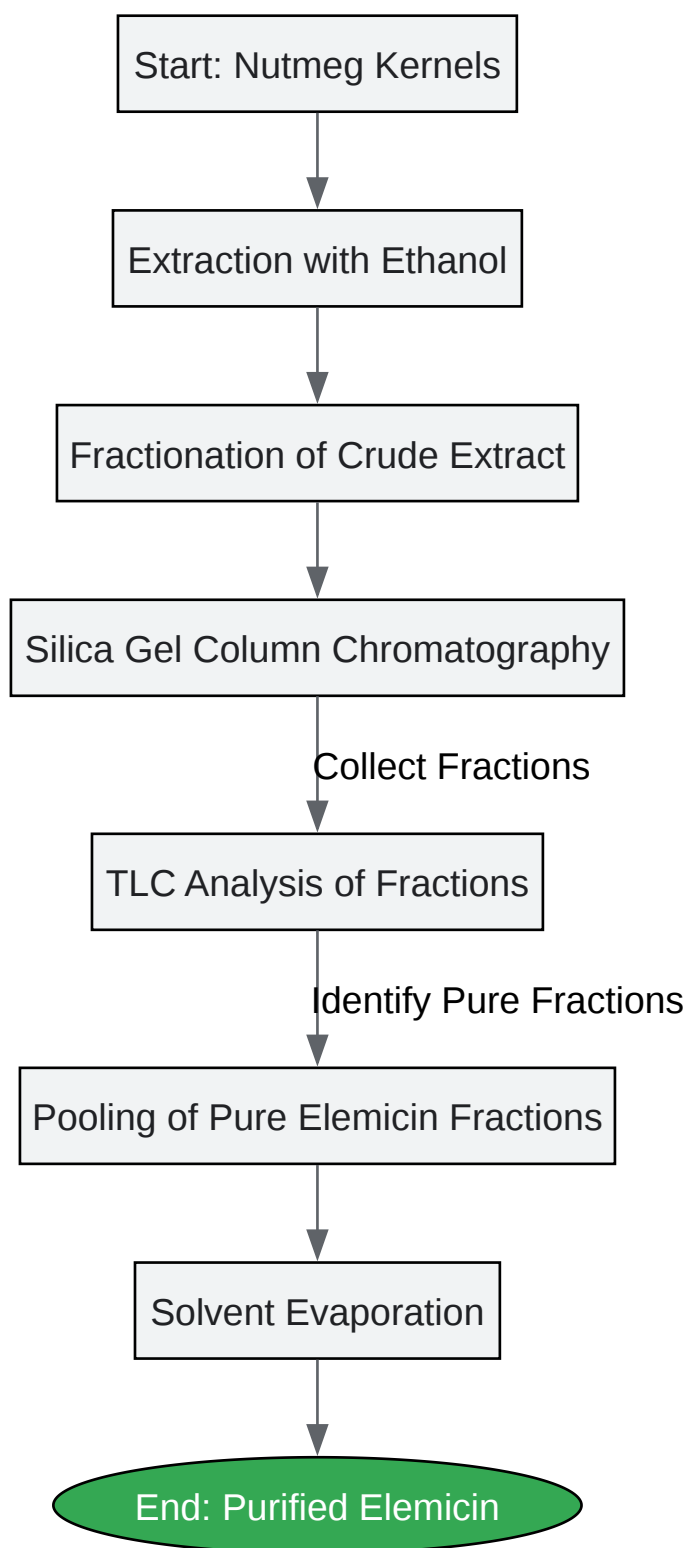 Start: Nutmeg Kernels
Extraction with Ethanol
Fractionation of Crude Extract
Silica Gel Column Chromatography
Collect Fractions
TLC Analysis of Fractions
Identify Pure Fractions
Pooling of Pure Elemicin Fractions
Solvent Evaporation
End: Purified Elemicin